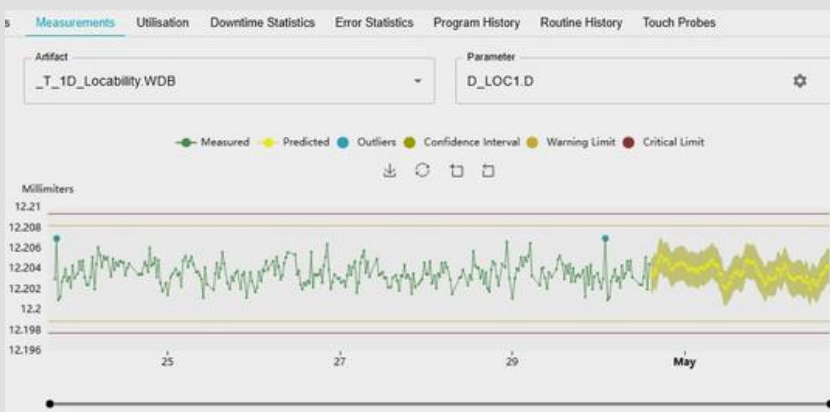 s Measurements Utilisation Downtime Statistics Error Statistics Program History Routine History Touch Probes
Artifact
_T_1D_Locability.WDB
Parameter
D_LOC1.D
Measured Predicted Outliers Confidence Interval Warning Limit Critical Limit
Millimeters
12.21
12.208
12.206
12.204
12.202
12.2
12.198
12.196
25 27 29 May